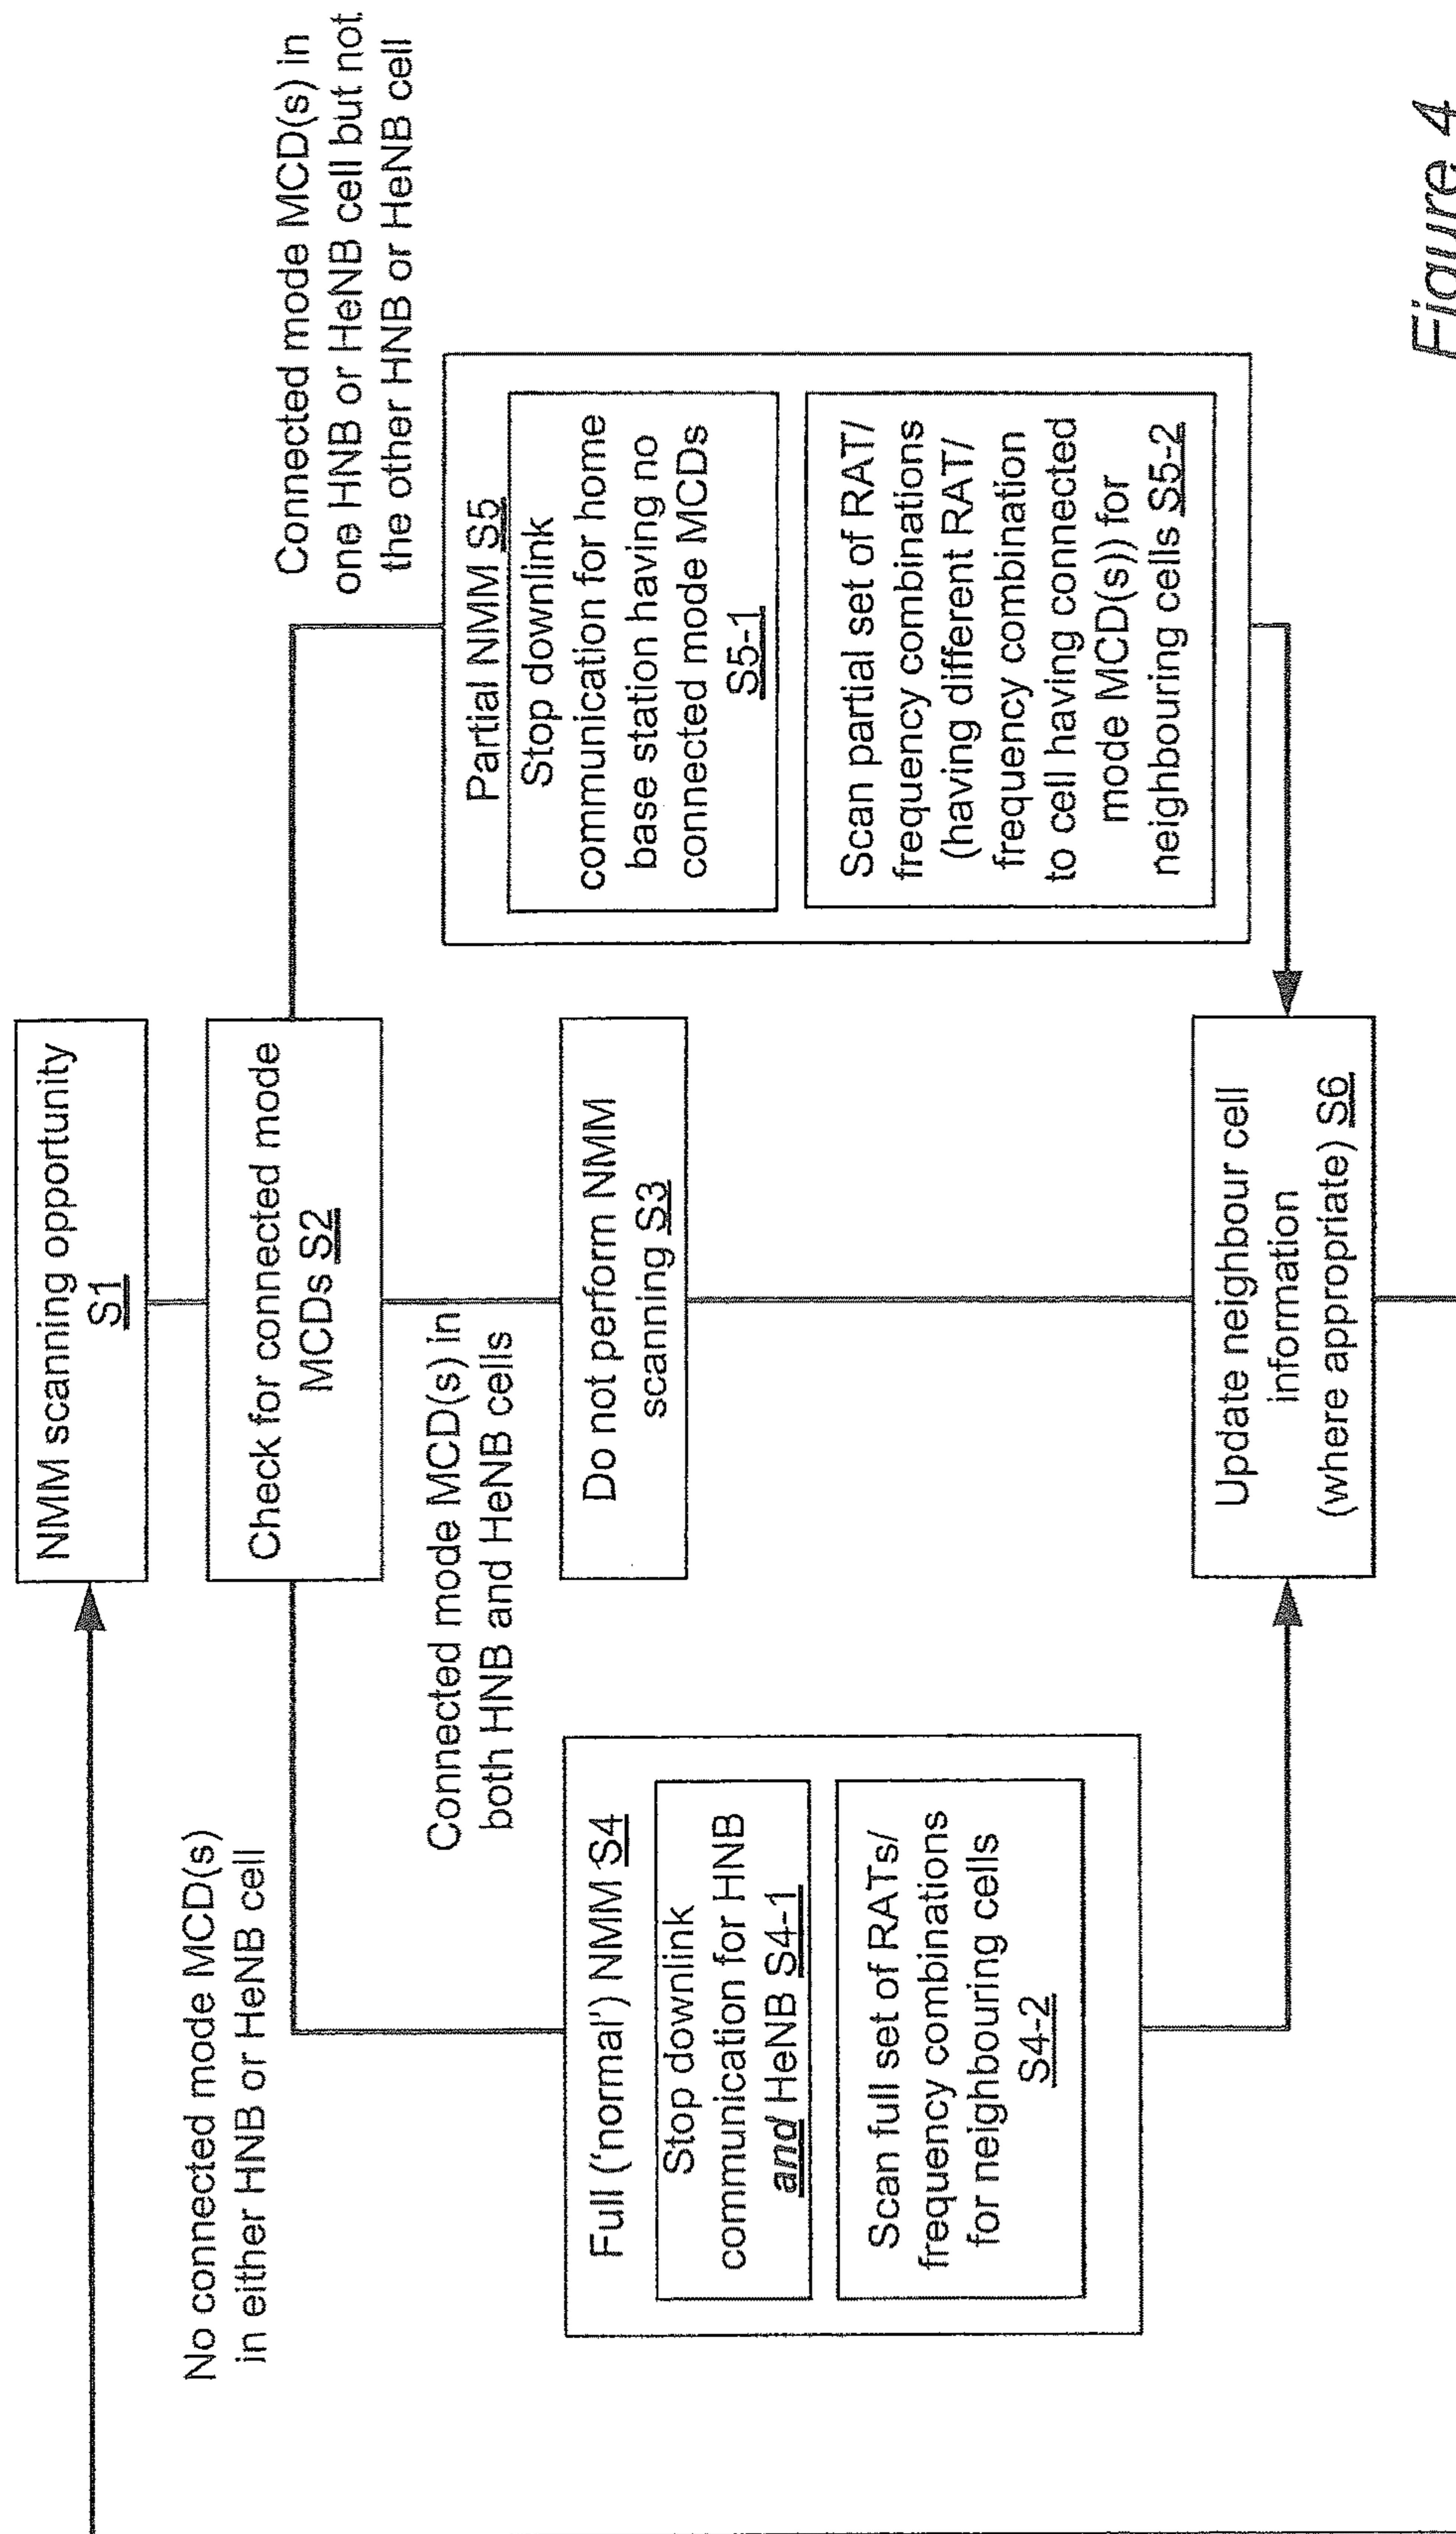 NMM scanning opportunity
S1
Check for connected mode
MCDs S2
No connected mode MCD(s)
in either HNB or HeNB cell
Connected mode MCD(s) in
both HNB and HeNB cells
Connected mode MCD(s) in
one HNB or HeNB cell but not
the other HNB or HeNB cell
Full ('normal') NMM S4
Stop downlink
communication for HNB
and HeNB S4-1
Scan full set of RATs/
frequency combinations
for neighbouring cells
S4-2
Do not perform NMM
scanning S3
Partial NMM S5
Stop downlink
communication for home
base station having no
connected mode MCDs
S5-1
Scan partial set of RAT/
frequency combinations
(having different RAT/
frequency combination
to cell having connected
mode MCD(s)) for
neighbouring cells S5-2
Update neighbour cell
information
(where appropriate) S6
Figure 4